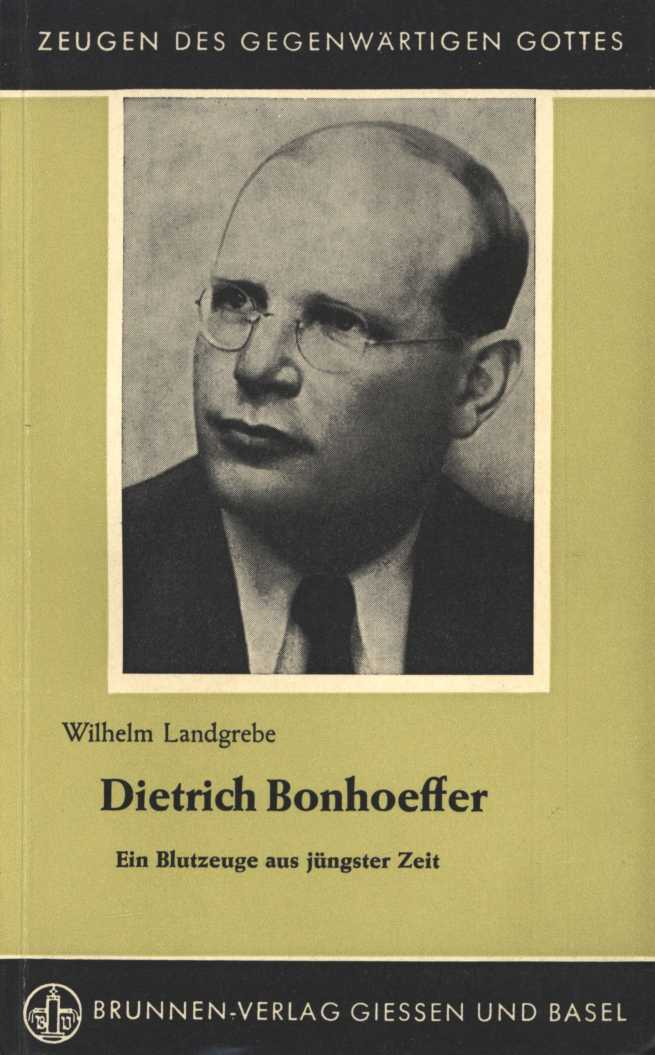 ZEUGEN DES GEGENWÄRTIGEN GOTTES
Wilhelm Landgrebe
Dietrich Bonhoeffer
Ein Blutzeuge aus jüngster Zeit
BRUNNEN-VERLAG GIESSEN UND BASEL